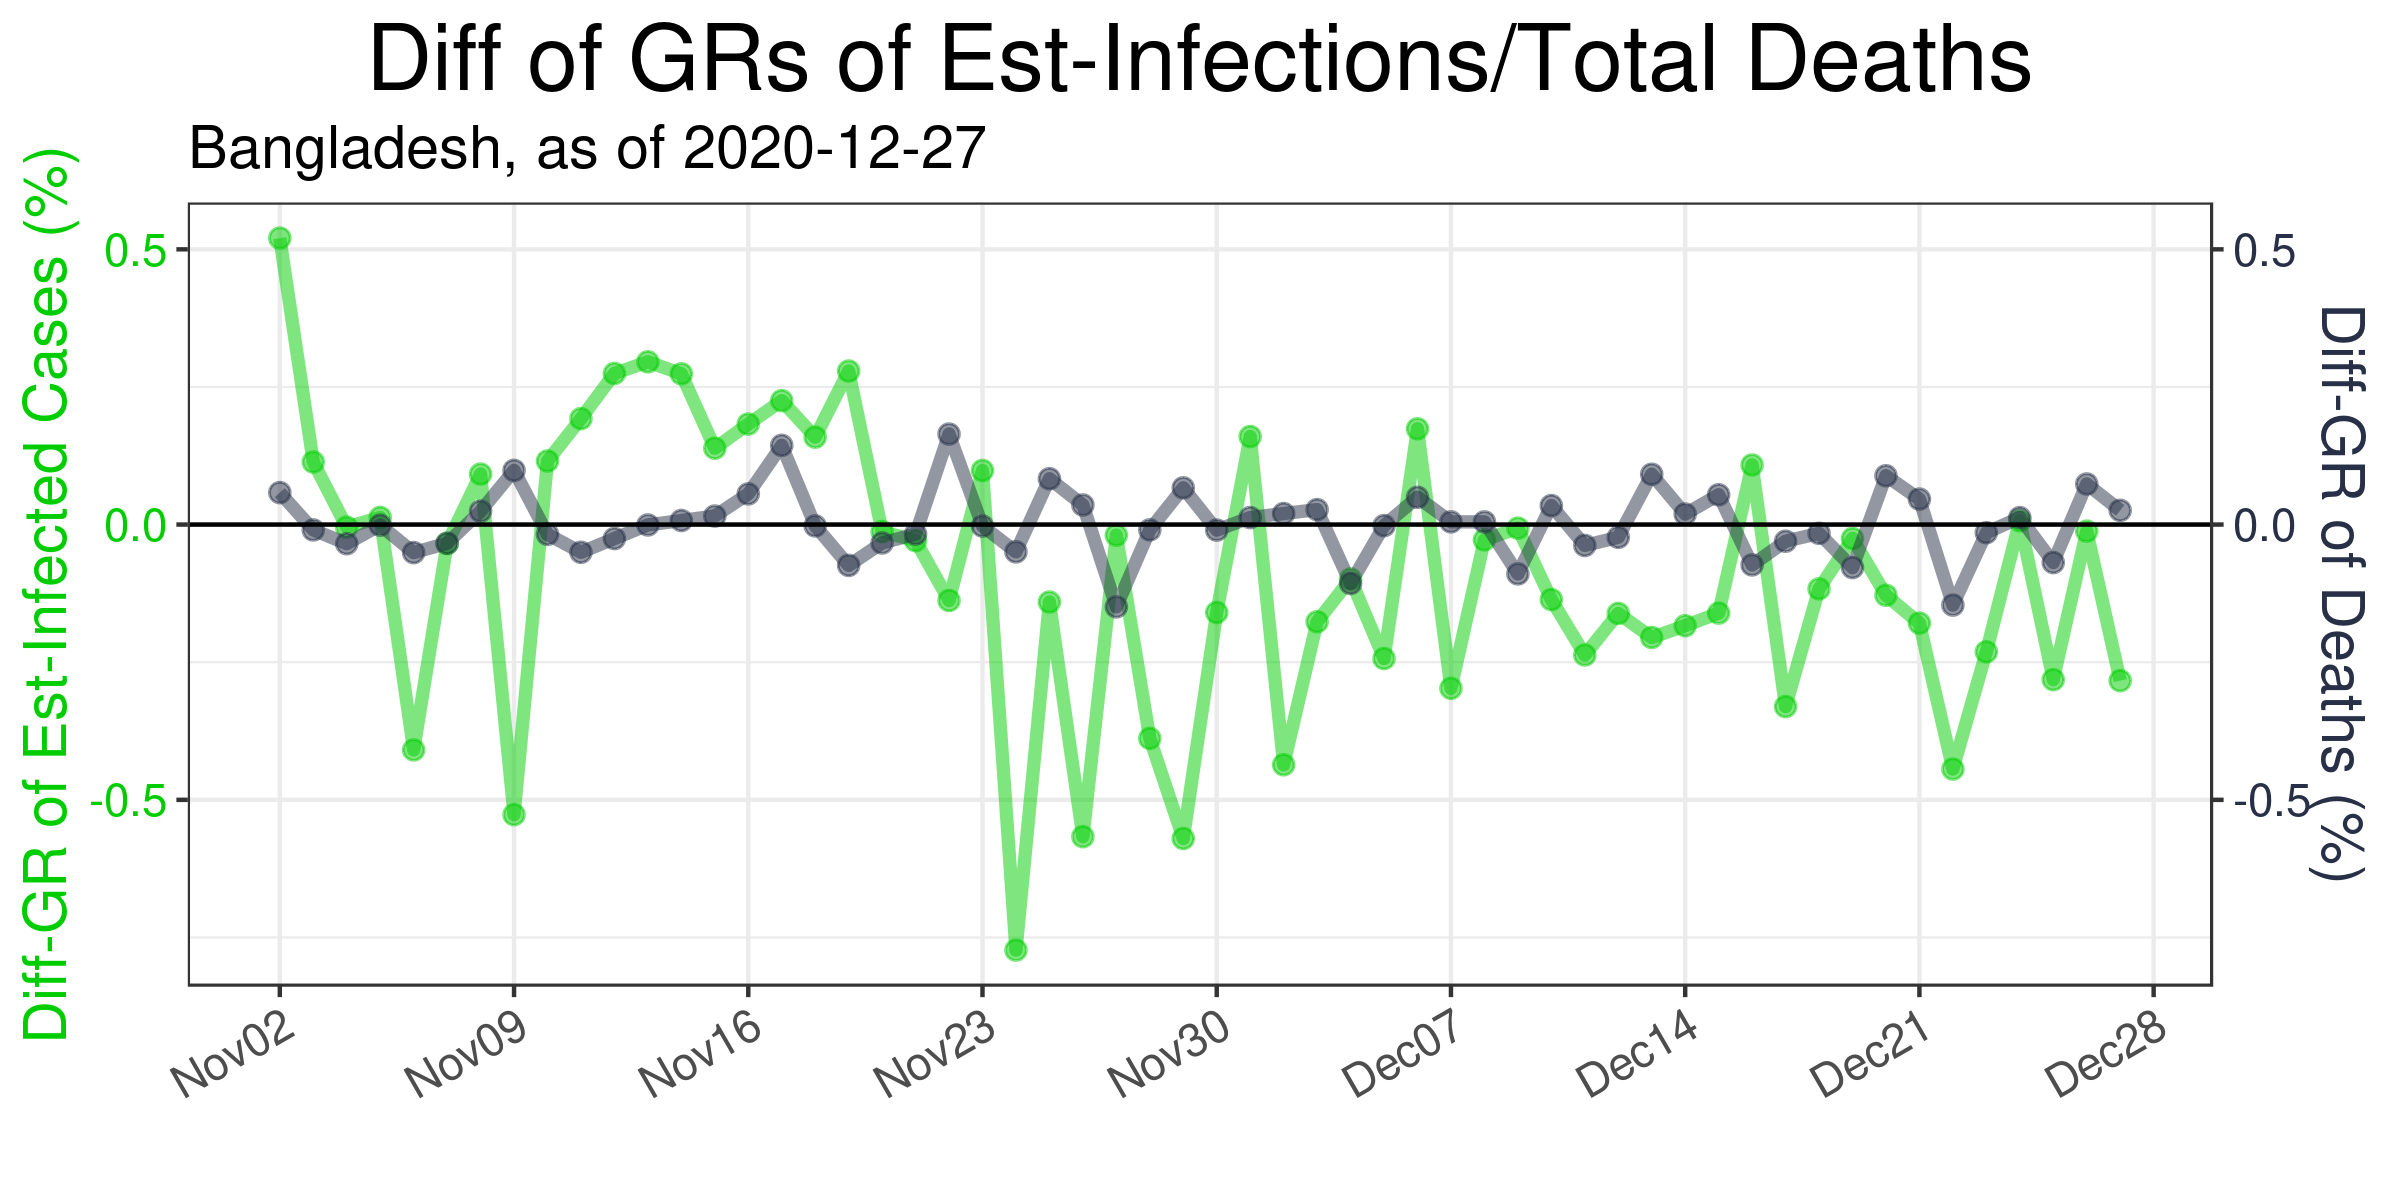 Diff of GRs of Est-Infections/Total Deaths
Bangladesh, as of 2020-12-27
Diff-GR of Est-Infected Cases (%)
0.5
0.0
-0.5
0.5
0.0
-0.5
Diff-GR of Deaths (%)
Nov02
Nov09
Nov16
Nov23
Nov30
Dec07
Dec14
Dec21
Dec28